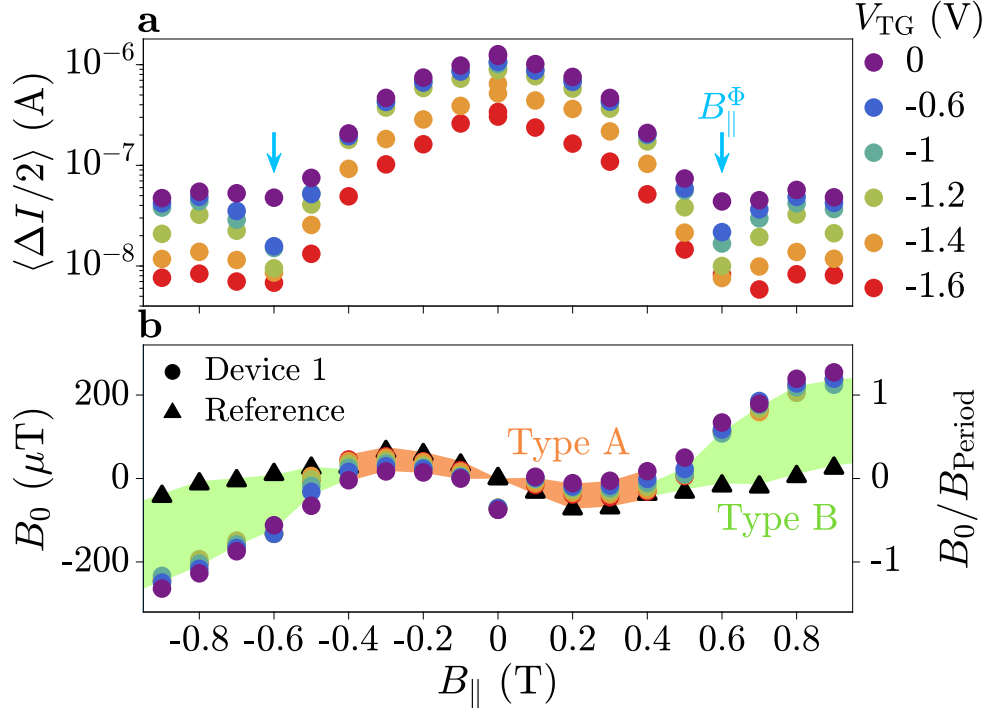 a
V_TG (V)
10^−6
10^−7
10^−8
⟨ΔI/2⟩ (A)
B_∥^Φ
0
-0.6
-1
-1.2
-1.4
-1.6
b
Device 1
Reference
Type A
Type B
200
0
-200
B_0 (μT)
1
0
-1
B_0/B_Period
-0.8 -0.6 -0.4 -0.2 0 0.2 0.4 0.6 0.8
B_∥ (T)